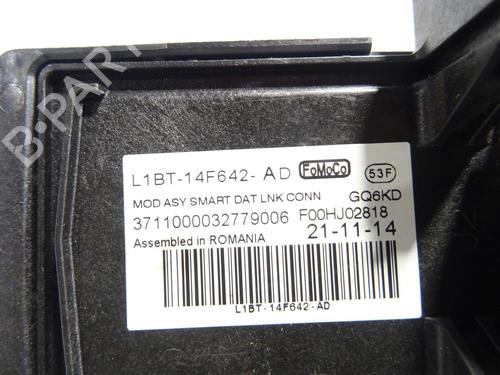 B-PARTS
L1BT-14F642- AD FoMoCo 53F
MOD ASY SMART DAT LNK CONN GQ6KD
3711000032779006 F00HJ02818
Assembled in ROMANIA 21-11-14
L1BT-14F642-AD